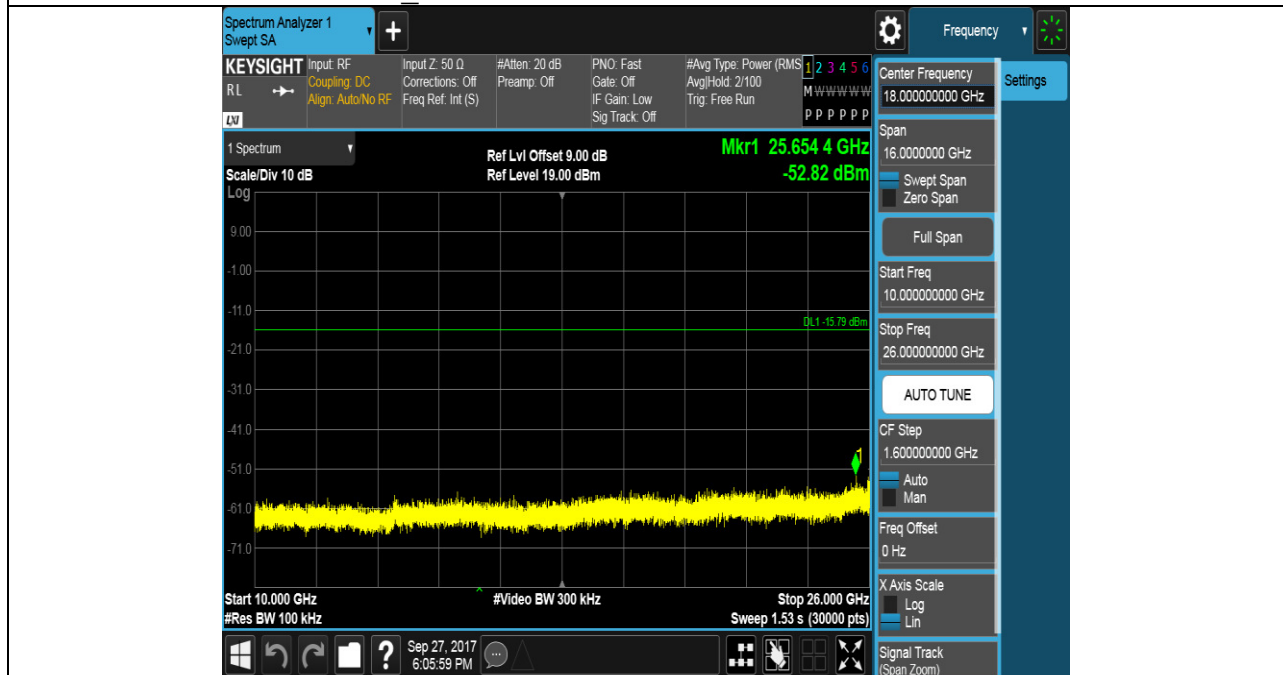 Spectrum Analyzer 1
Swept SA
+
Frequency
KEYSIGHT
RL
LXI
Input: RF
Coupling: DC
Align: Auto/No RF
Input Z: 50 Ω
Corrections: Off
Freq Ref: Int (S)
#Atten: 20 dB
Preamp: Off
PNO: Fast
Gate: Off
IF Gain: Low
Sig Track: Off
#Avg Type: Power (RMS
Avg|Hold: 2/100
Trig: Free Run
1 2 3 4 5 6
M W W W W W
P P P P P P
1 Spectrum
Scale/Div 10 dB
Ref Lvl Offset 9.00 dB
Ref Level 19.00 dBm
Mkr1 25.654 4 GHz
-52.82 dBm
Log
9.00
-1.00
-11.0
DL1 -15.79 dBm
-21.0
-31.0
-41.0
1
-51.0
-61.0
-71.0
Start 10.000 GHz
#Res BW 100 kHz
#Video BW 300 kHz
Stop 26.000 GHz
Sweep 1.53 s (30000 pts)
?
Sep 27, 2017
6:05:59 PM
Center Frequency
18.000000000 GHz
Span
16.0000000 GHz
Swept Span
Zero Span
Full Span
Start Freq
10.000000000 GHz
Stop Freq
26.000000000 GHz
AUTO TUNE
CF Step
1.600000000 GHz
Auto
Man
Freq Offset
0 Hz
X Axis Scale
Log
Lin
Signal Track
(Span Zoom)
Settings